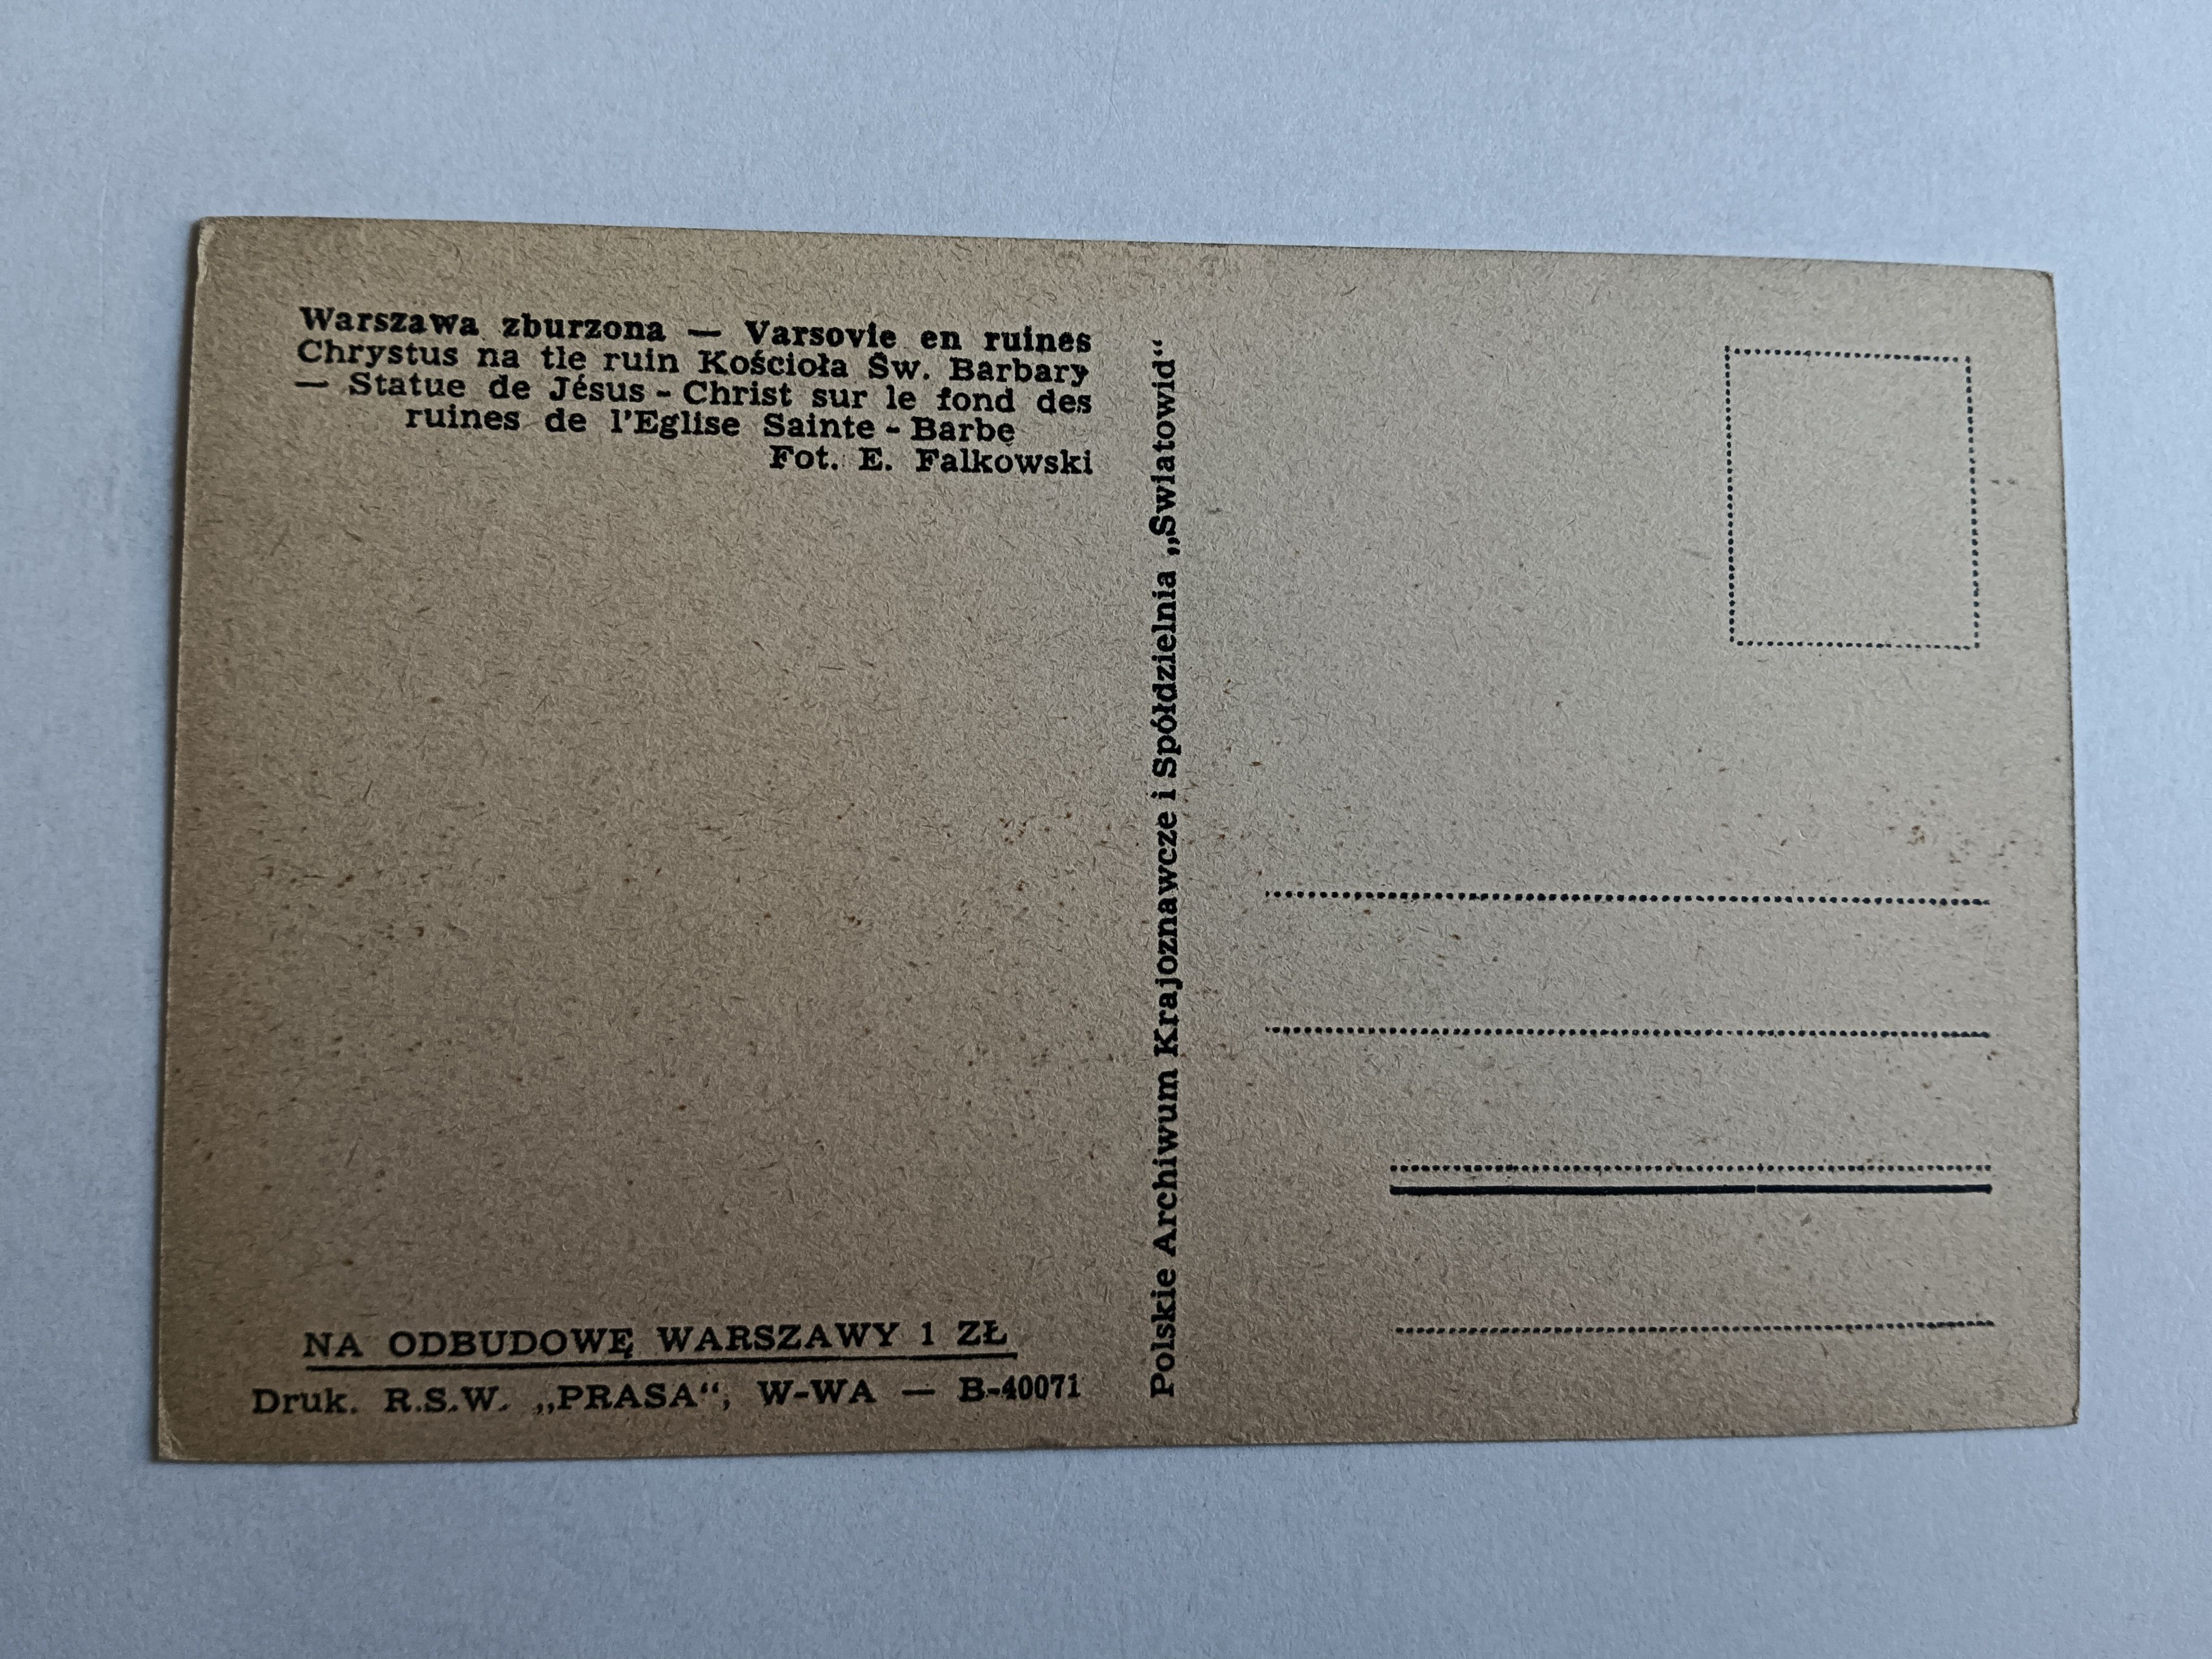 Warszawa zburzona — Varsovie en ruines
Chrystus na tle ruin Kościoła Św. Barbary
— Statue de Jésus - Christ sur le fond des
ruines de l'Eglise Sainte - Barbe
Fot. E. Falkowski
NA ODBUDOWĘ WARSZAWY 1 ZŁ
Druk. R.S.W. „PRASA“, W-WA — B-40071
Polskie Archiwum Krajoznawcze i Spółdzielnia „Światowid“